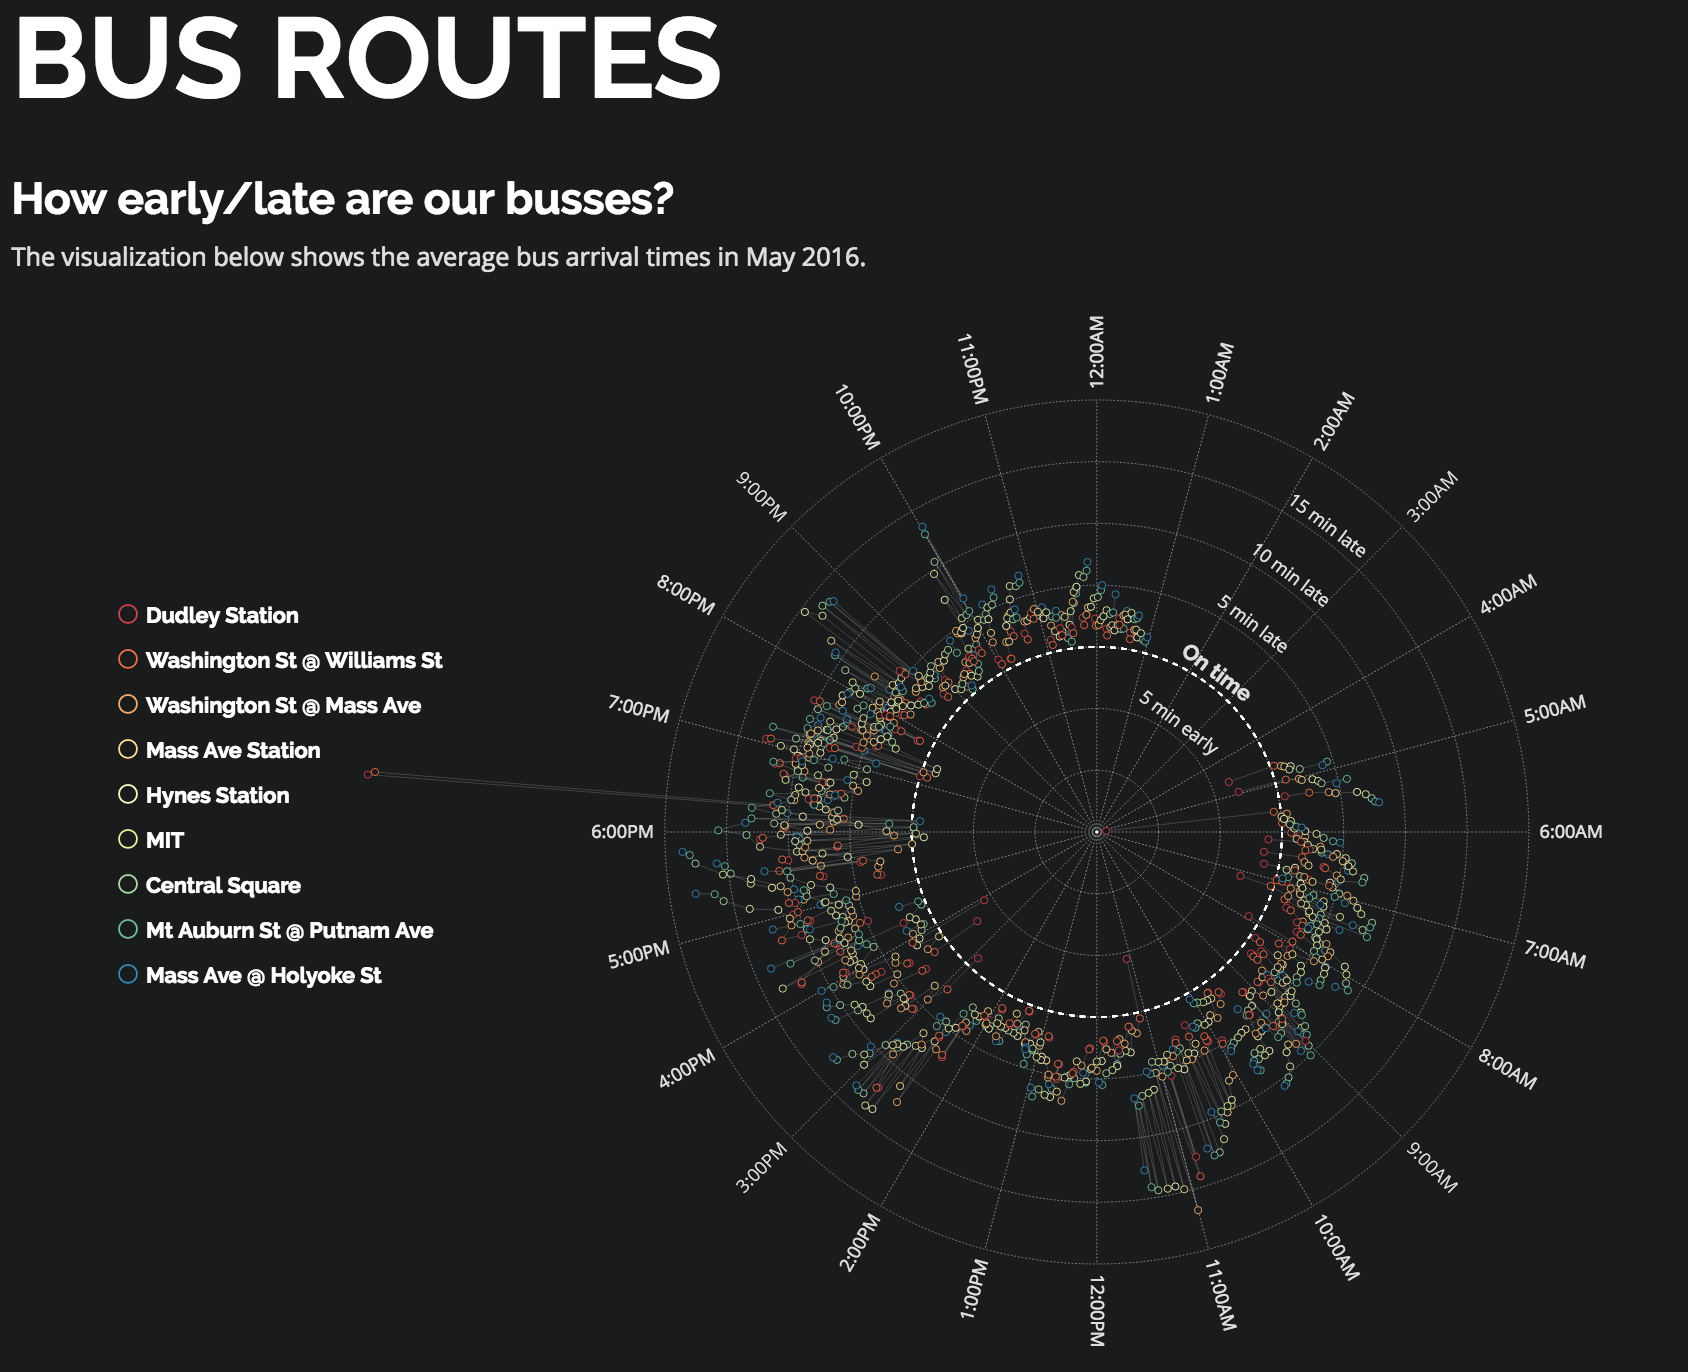 BUS ROUTES
How early/late are our busses?
The visualization below shows the average bus arrival times in May 2016.
12:00AM
1:00AM
2:00AM
3:00AM
4:00AM
5:00AM
6:00AM
7:00AM
8:00AM
9:00AM
10:00AM
11:00AM
12:00PM
1:00PM
2:00PM
3:00PM
4:00PM
5:00PM
6:00PM
7:00PM
8:00PM
9:00PM
10:00PM
11:00PM
15 min late
10 min late
5 min late
On time
5 min early
Dudley Station
Washington St @ Williams St
Washington St @ Mass Ave
Mass Ave Station
Hynes Station
MIT
Central Square
Mt Auburn St @ Putnam Ave
Mass Ave @ Holyoke St